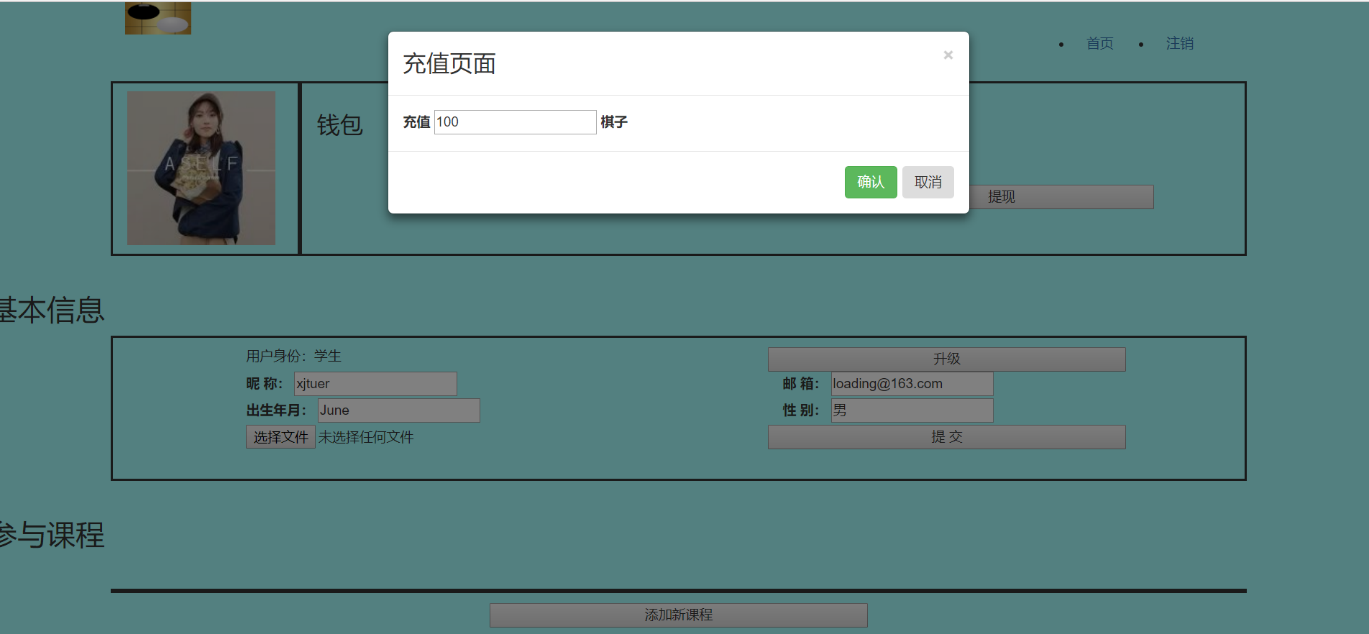 首页 注销
充值页面 ×
钱包
充值 100 棋子
ASELF
确认 取消
提现
基本信息
用户身份：学生 升级
昵 称： xjtuer 邮 箱： loading@163.com
出生年月： June 性 别： 男
选择文件 未选择任何文件 提 交
参与课程
添加新课程